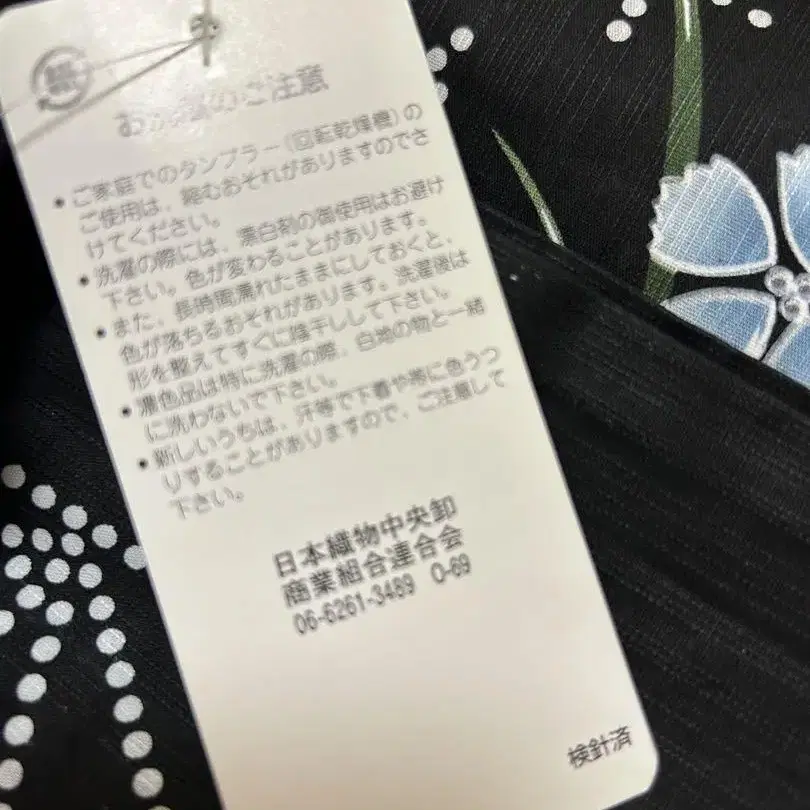 紙
お取扱のご注意
• ご家庭でのタンブラー(回転乾燥機)の
ご使用は、縮むおそれがありますのでさ
けてください。
• 洗濯の際には、漂白剤の御使用はお避け
下さい。色が変わることがあります。
• また、長時間濡れたままにしておくと、
色が落ちるおそれがあります。洗濯後は
形を整えてすぐに陰干しして下さい。
• 濃色品は特に洗濯の際、白地の物と一緒
に洗わないで下さい。
• 新しいうちは、汗等で下着や帯に色うつ
りすることがありますので、ご注意して
下さい。
日本織物中央卸
商業組合連合会
06-6261-3489 O-69
検針済